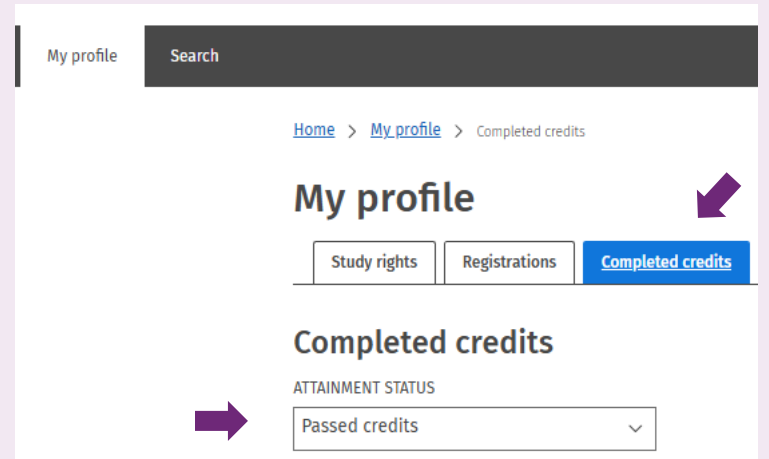 My profile Search
Home > My profile > Completed credits
My profile
Study rights Registrations Completed credits
Completed credits
ATTAINMENT STATUS
Passed credits